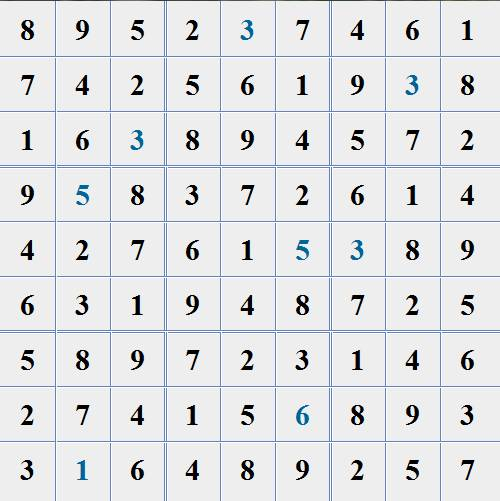 8 9 5 2 3 7 4 6 1
7 4 2 5 6 1 9 3 8
1 6 3 8 9 4 5 7 2
9 5 8 3 7 2 6 1 4
4 2 7 6 1 5 3 8 9
6 3 1 9 4 8 7 2 5
5 8 9 7 2 3 1 4 6
2 7 4 1 5 6 8 9 3
3 1 6 4 8 9 2 5 7